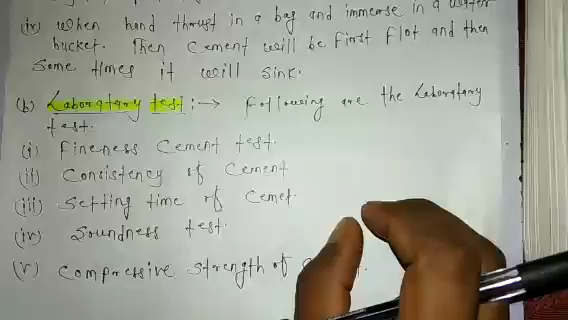 (iv) when hand thrust in a bag and immerse in a water
bucket. Then cement will be first flot and then
some times it will sink.
(b) Laboratary test :→ Following are the Laboratary
test.
(i) Fineness Cement test.
(ii) Consistency of Cement
(iii) Setting time of Cemet.
(iv) Soundness test.
(v) Compressive strength of